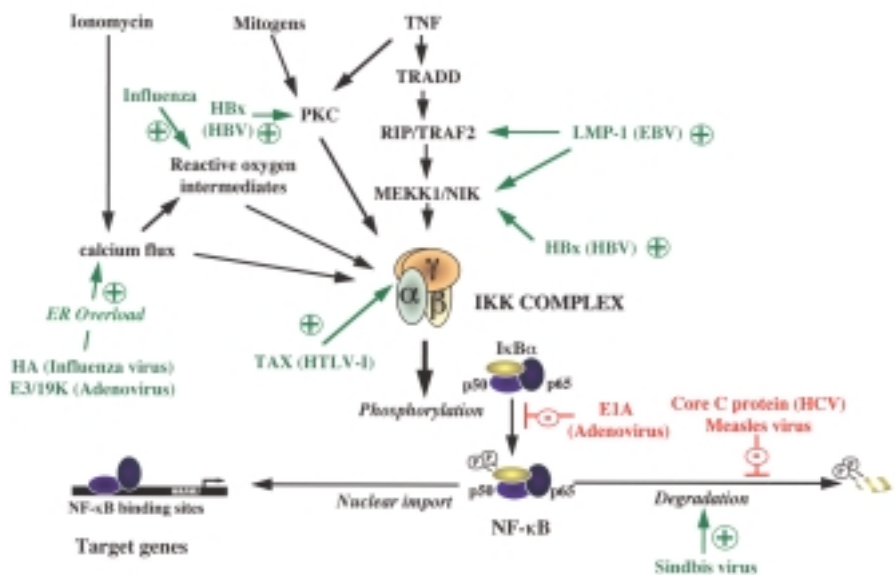 Ionomycin
Mitogens
TNF
TRADD
Influenza
HBx
(HBV)
PKC
RIP/TRAF2
LMP-1 (EBV)
Reactive oxygen
intermediates
MEKK1/NIK
HBx (HBV)
calcium flux
γ
α
β
IKK COMPLEX
ER Overload
TAX (HTLV-I)
HA (Influenza virus)
E3/19K (Adenovirus)
IκBα
p50
p65
Phosphorylation
E1A
(Adenovirus)
Core C protein (HCV)
Measles virus
P P
p50
p65
P P
Nuclear import
Degradation
NF-κB binding sites
NF-κB
Target genes
Sindbis virus